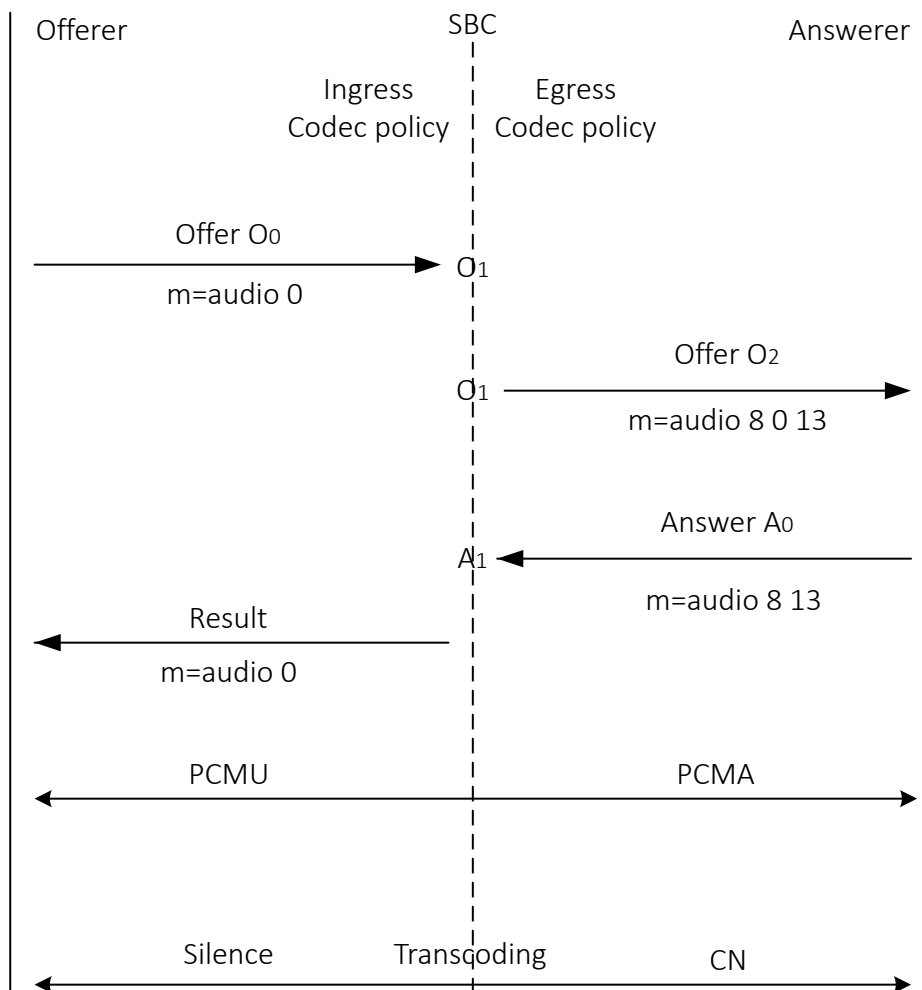 Offerer
SBC
Answerer
Ingress
Codec policy
Egress
Codec policy
Offer O0
m=audio 0
O1
Offer O2
O1
m=audio 8 0 13
Answer A0
A1
m=audio 8 13
Result
m=audio 0
PCMU
PCMA
Silence
Transcoding
CN